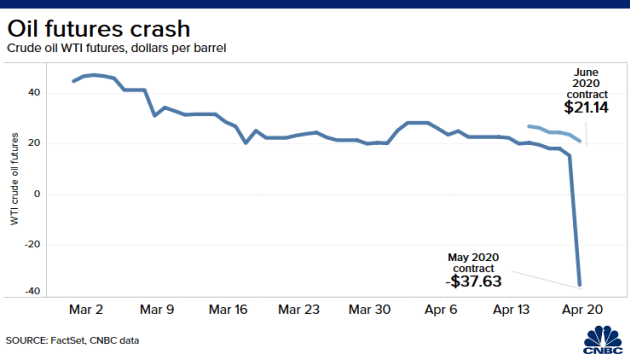 Oil futures crash
Crude oil WTI futures, dollars per barrel
June
2020
contract
$21.14
WTI crude oil futures
40
20
0
-20
-40
May 2020
contract
-$37.63
Mar 2
Mar 9
Mar 16
Mar 23
Mar 30
Apr 6
Apr 13
Apr 20
SOURCE: FactSet, CNBC data
CNBC